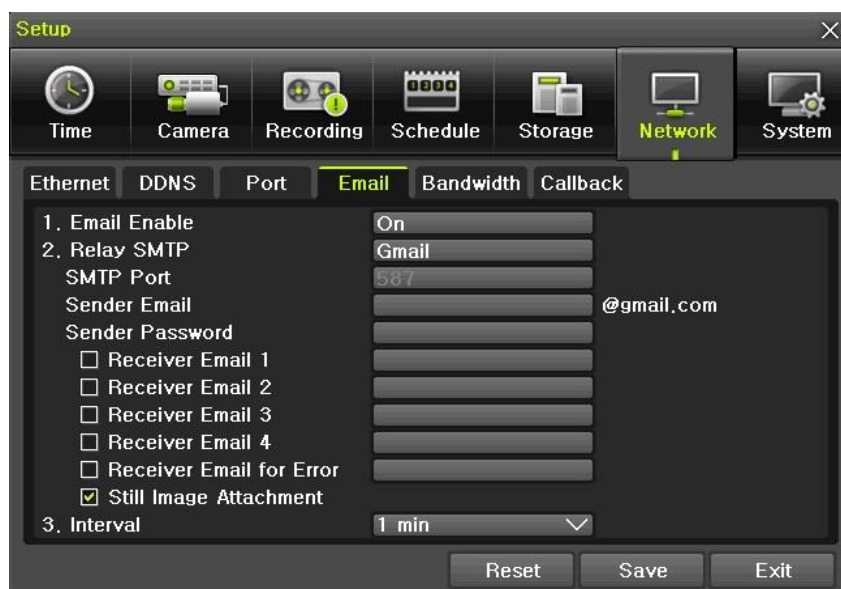 Setup
Time Camera Recording Schedule Storage Network System
Ethernet DDNS Port Email Bandwidth Callback
1. Email Enable On
2. Relay SMTP Gmail
SMTP Port 587
Sender Email @gmail.com
Sender Password
Receiver Email 1
Receiver Email 2
Receiver Email 3
Receiver Email 4
Receiver Email for Error
Still Image Attachment
3. Interval 1 min
Reset Save Exit